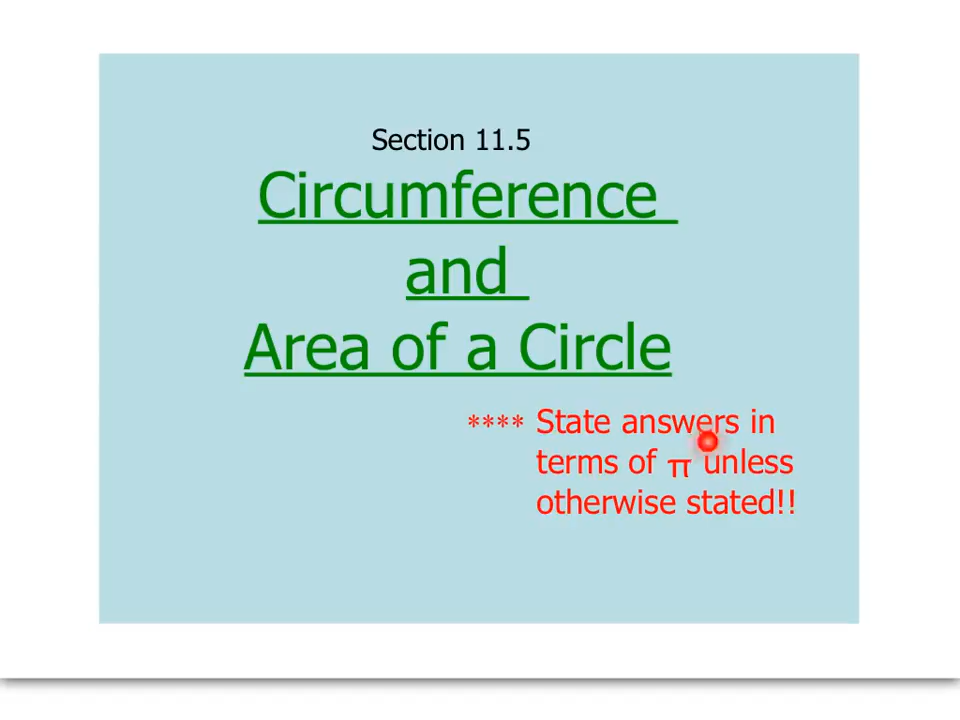 Section 11.5
Circumference
and
Area of a Circle
**** State answers in
terms of π unless
otherwise stated!!